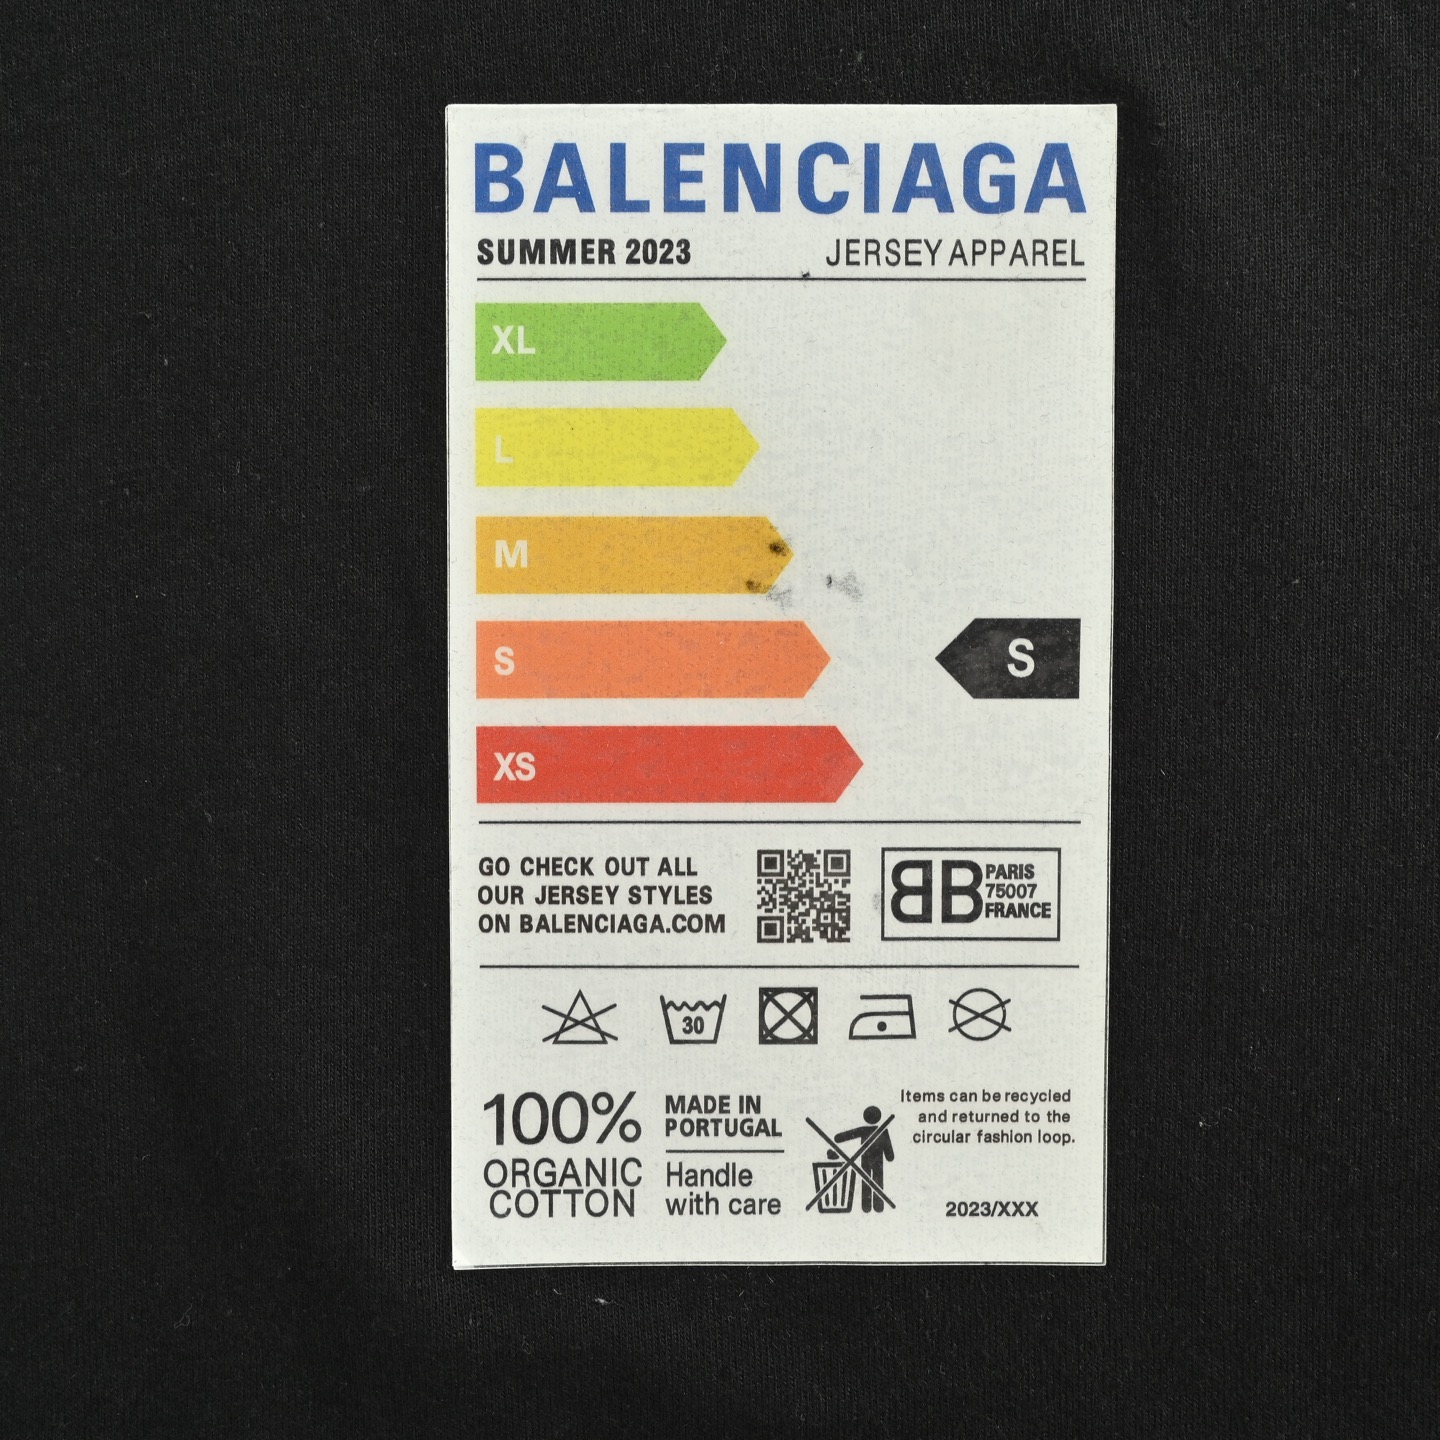 BALENCIAGA
SUMMER 2023 JERSEY APPAREL
XL
L
M
S S
XS
GO CHECK OUT ALL
OUR JERSEY STYLES
ON BALENCIAGA.COM
BB
PARIS
75007
FRANCE
30
100%
ORGANIC
COTTON
MADE IN
PORTUGAL
Handle
with care
Items can be recycled
and returned to the
circular fashion loop.
2023/XXX